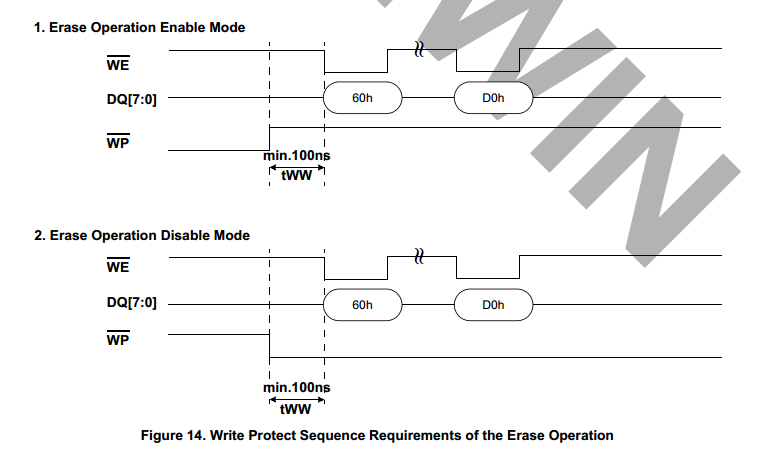 1. Erase Operation Enable Mode
WE
DQ[7:0] 60h D0h
WP
min.100ns
tWW
2. Erase Operation Disable Mode
WE
DQ[7:0] 60h D0h
WP
min.100ns
tWW
Figure 14. Write Protect Sequence Requirements of the Erase Operation
WIN